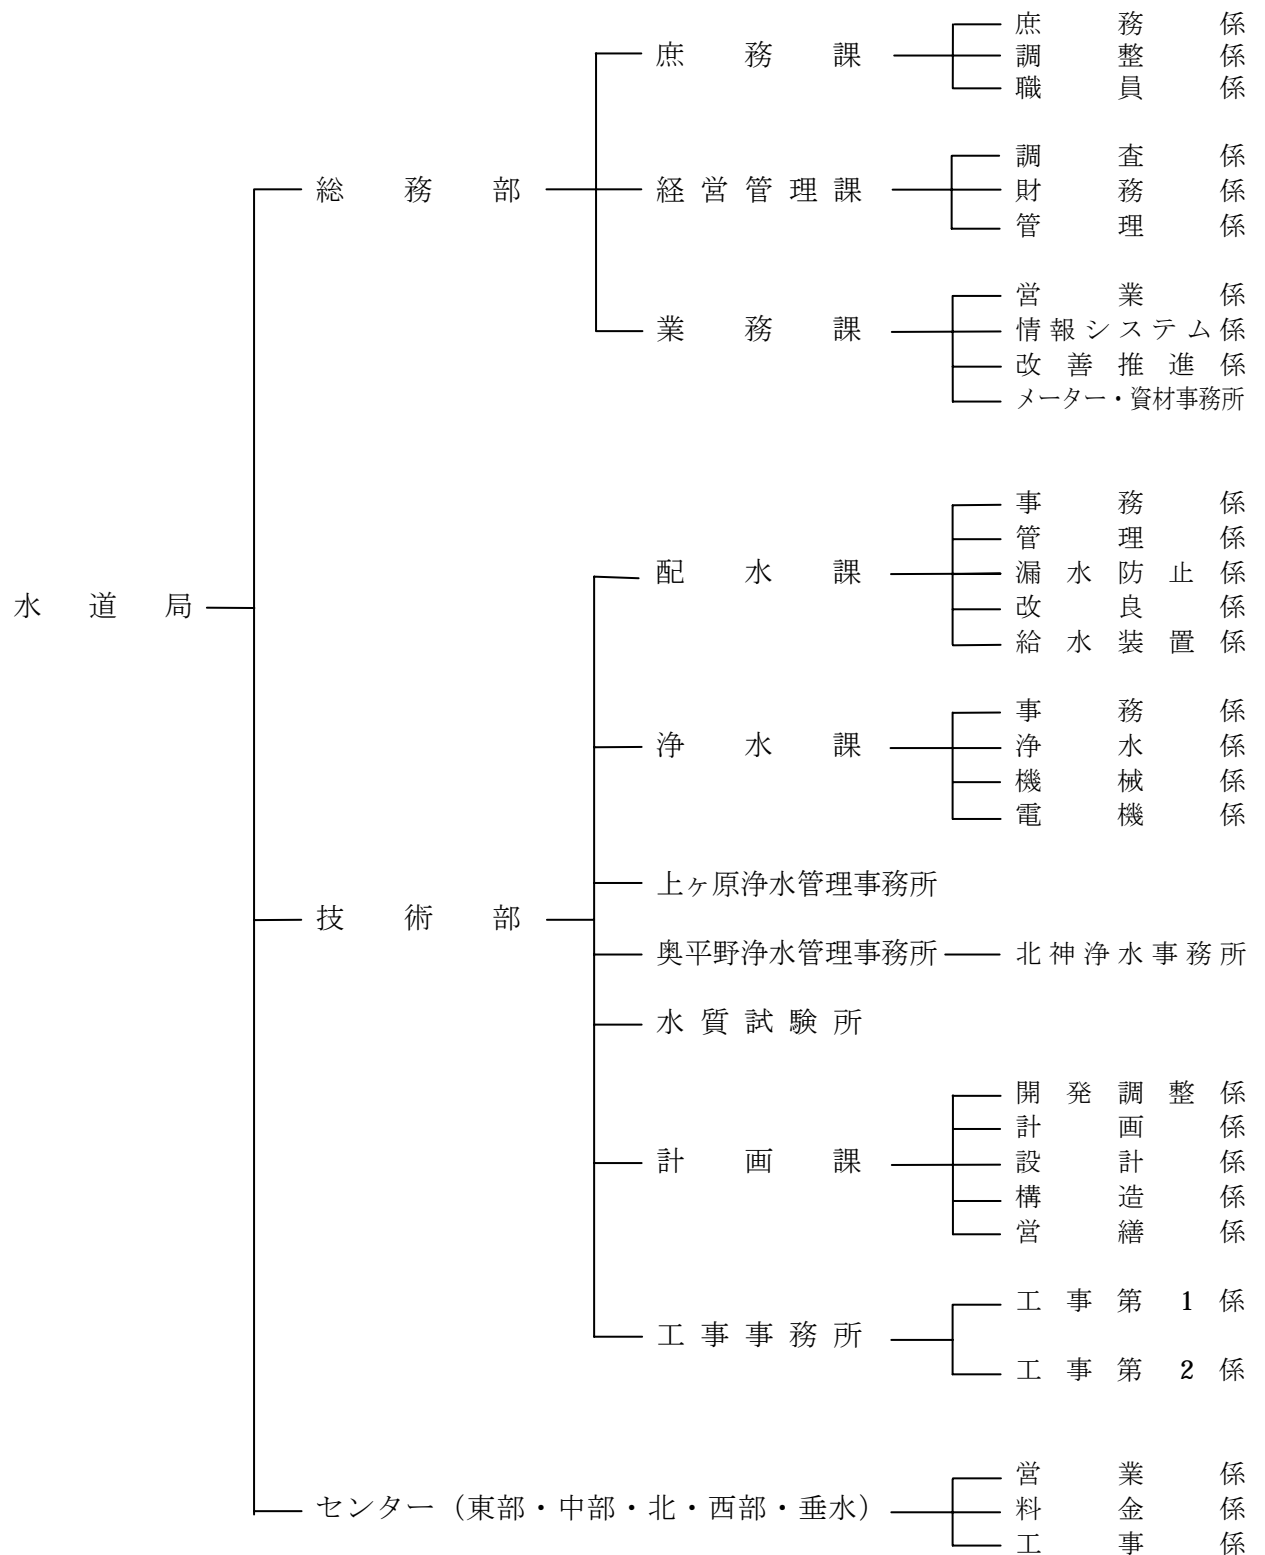 庶務係
庶務課 調整係
職員係
調査係
総務部 経営管理課 財務係
管理係
営業係
業務課 情報システム係
改善推進係
メーター・資材事務所
事務係
管理係
配水課 漏水防止係
水道局 改良係
給水装置係
事務係
浄水課 浄水係
機械係
電機係
上ヶ原浄水管理事務所
技術部
奥平野浄水管理事務所 北神浄水事務所
水質試験所
開発調整係
計画係
計画課 設計係
構造係
営繕係
工事第1係
工事事務所
工事第2係
営業係
センター（東部・中部・北・西部・垂水） 料金係
工事係